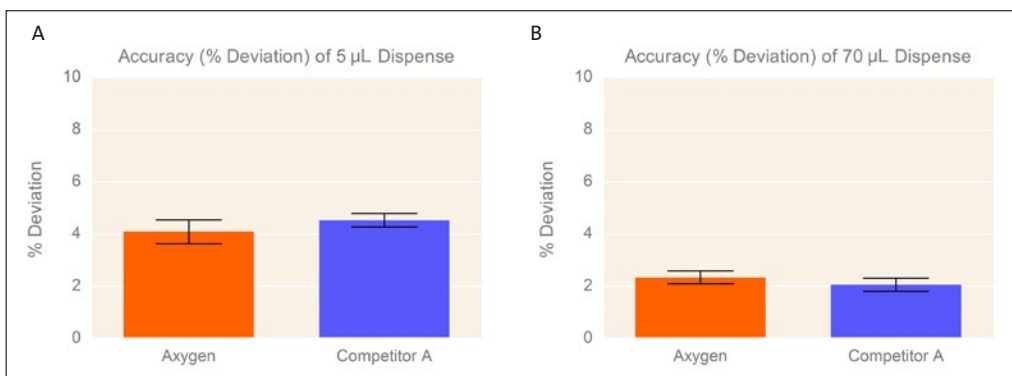 A
Accuracy (% Deviation) of 5 µL Dispense
% Deviation
10
8
6
4
2
0
Axygen
Competitor A
B
Accuracy (% Deviation) of 70 µL Dispense
% Deviation
10
8
6
4
2
0
Axygen
Competitor A